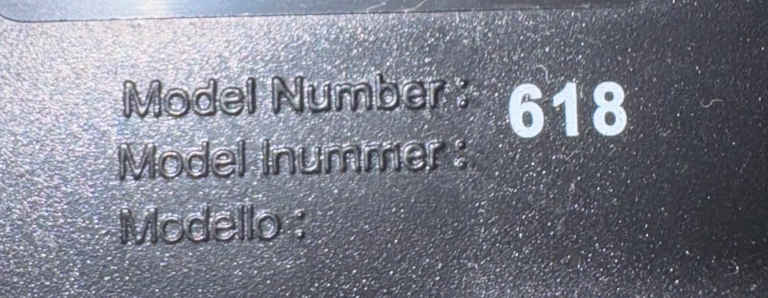 Model Number : 618
Model Inummer :
Modello :